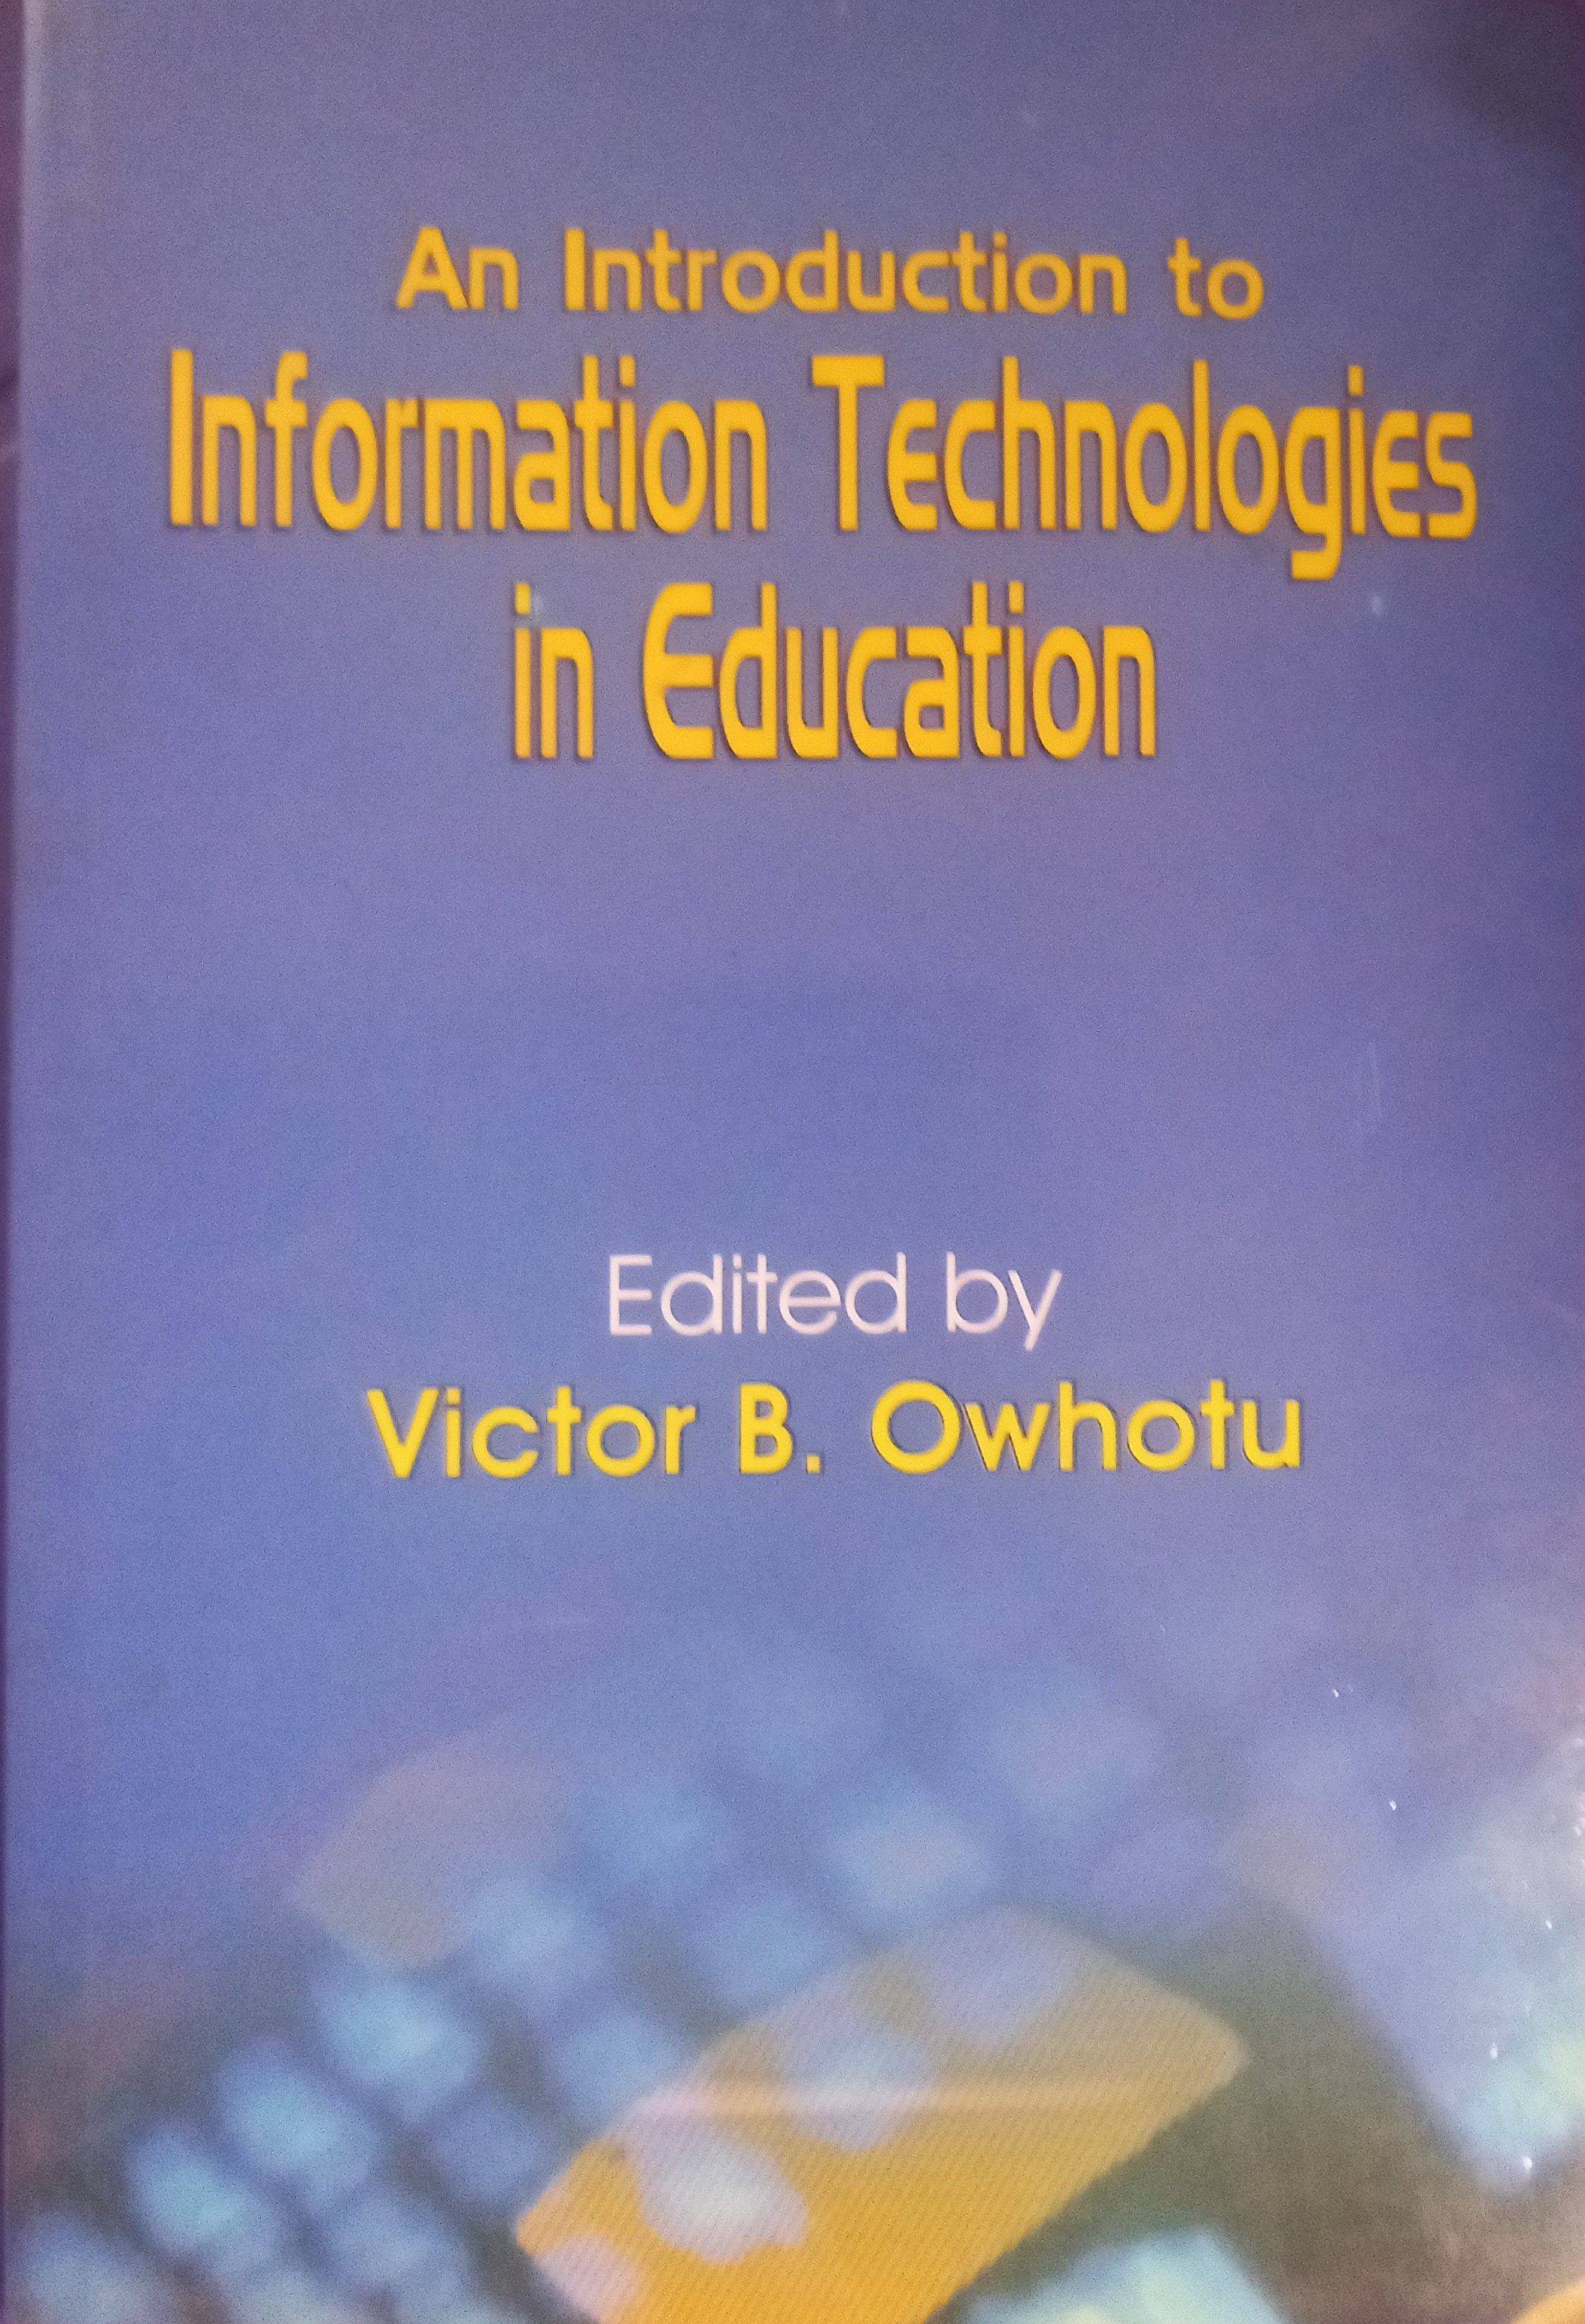 An Introduction to
Information Technologies
in Education
Edited by
Victor B. Owhotu